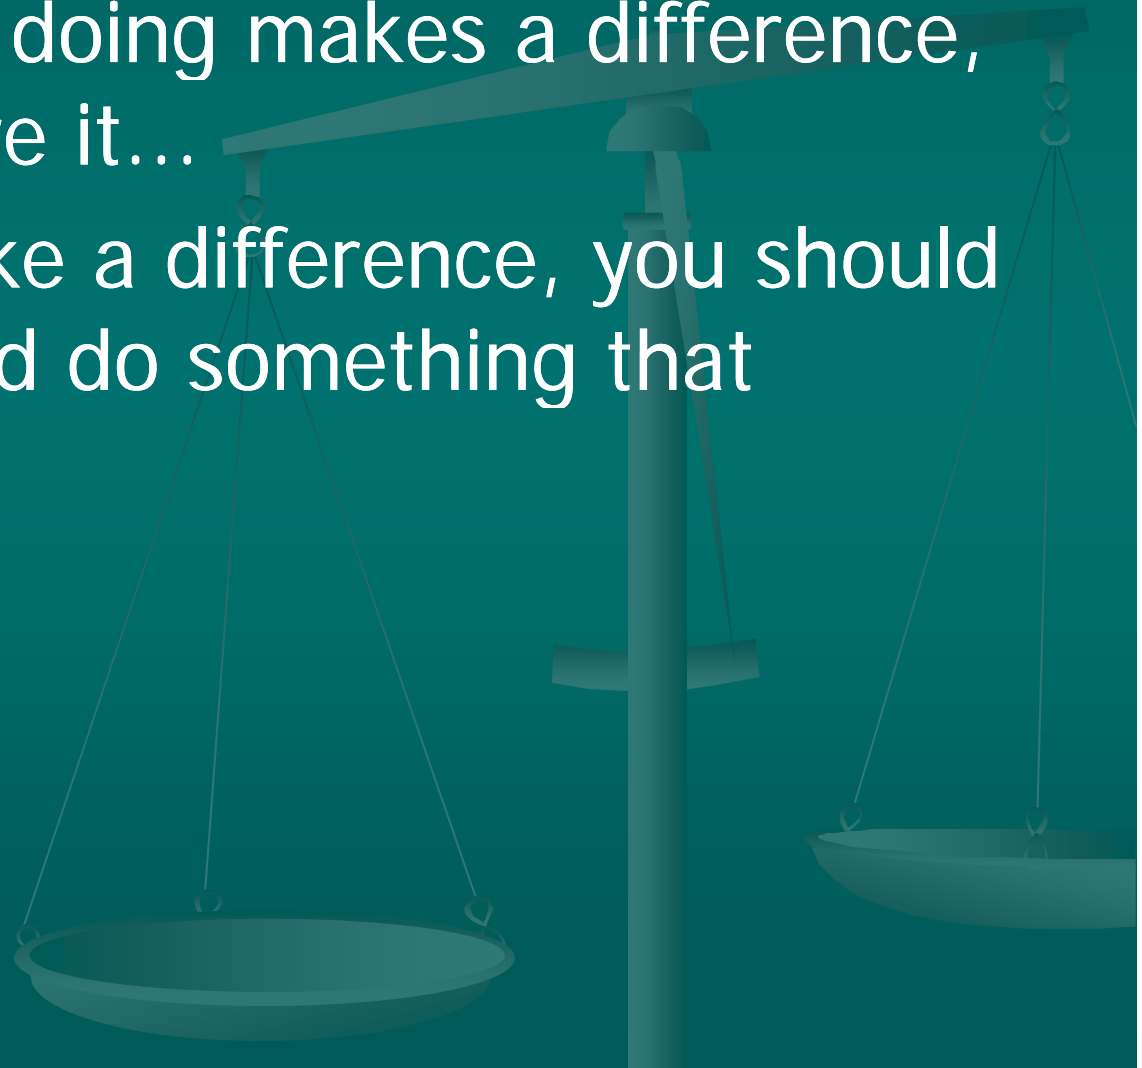 doing makes a difference,
e it...
ke a difference, you should
d do something that